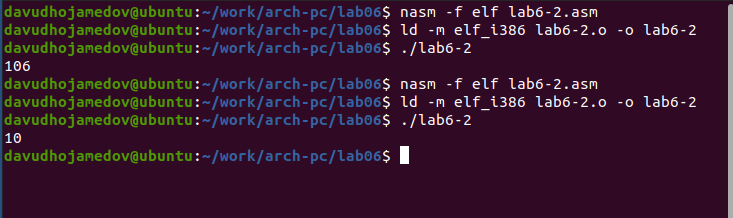 davudhojamedov@ubuntu:~/work/arch-pc/lab06$ nasm -f elf lab6-2.asm
davudhojamedov@ubuntu:~/work/arch-pc/lab06$ ld -m elf_i386 lab6-2.o -o lab6-2
davudhojamedov@ubuntu:~/work/arch-pc/lab06$ ./lab6-2
106
davudhojamedov@ubuntu:~/work/arch-pc/lab06$ nasm -f elf lab6-2.asm
davudhojamedov@ubuntu:~/work/arch-pc/lab06$ ld -m elf_i386 lab6-2.o -o lab6-2
davudhojamedov@ubuntu:~/work/arch-pc/lab06$ ./lab6-2
10
davudhojamedov@ubuntu:~/work/arch-pc/lab06$